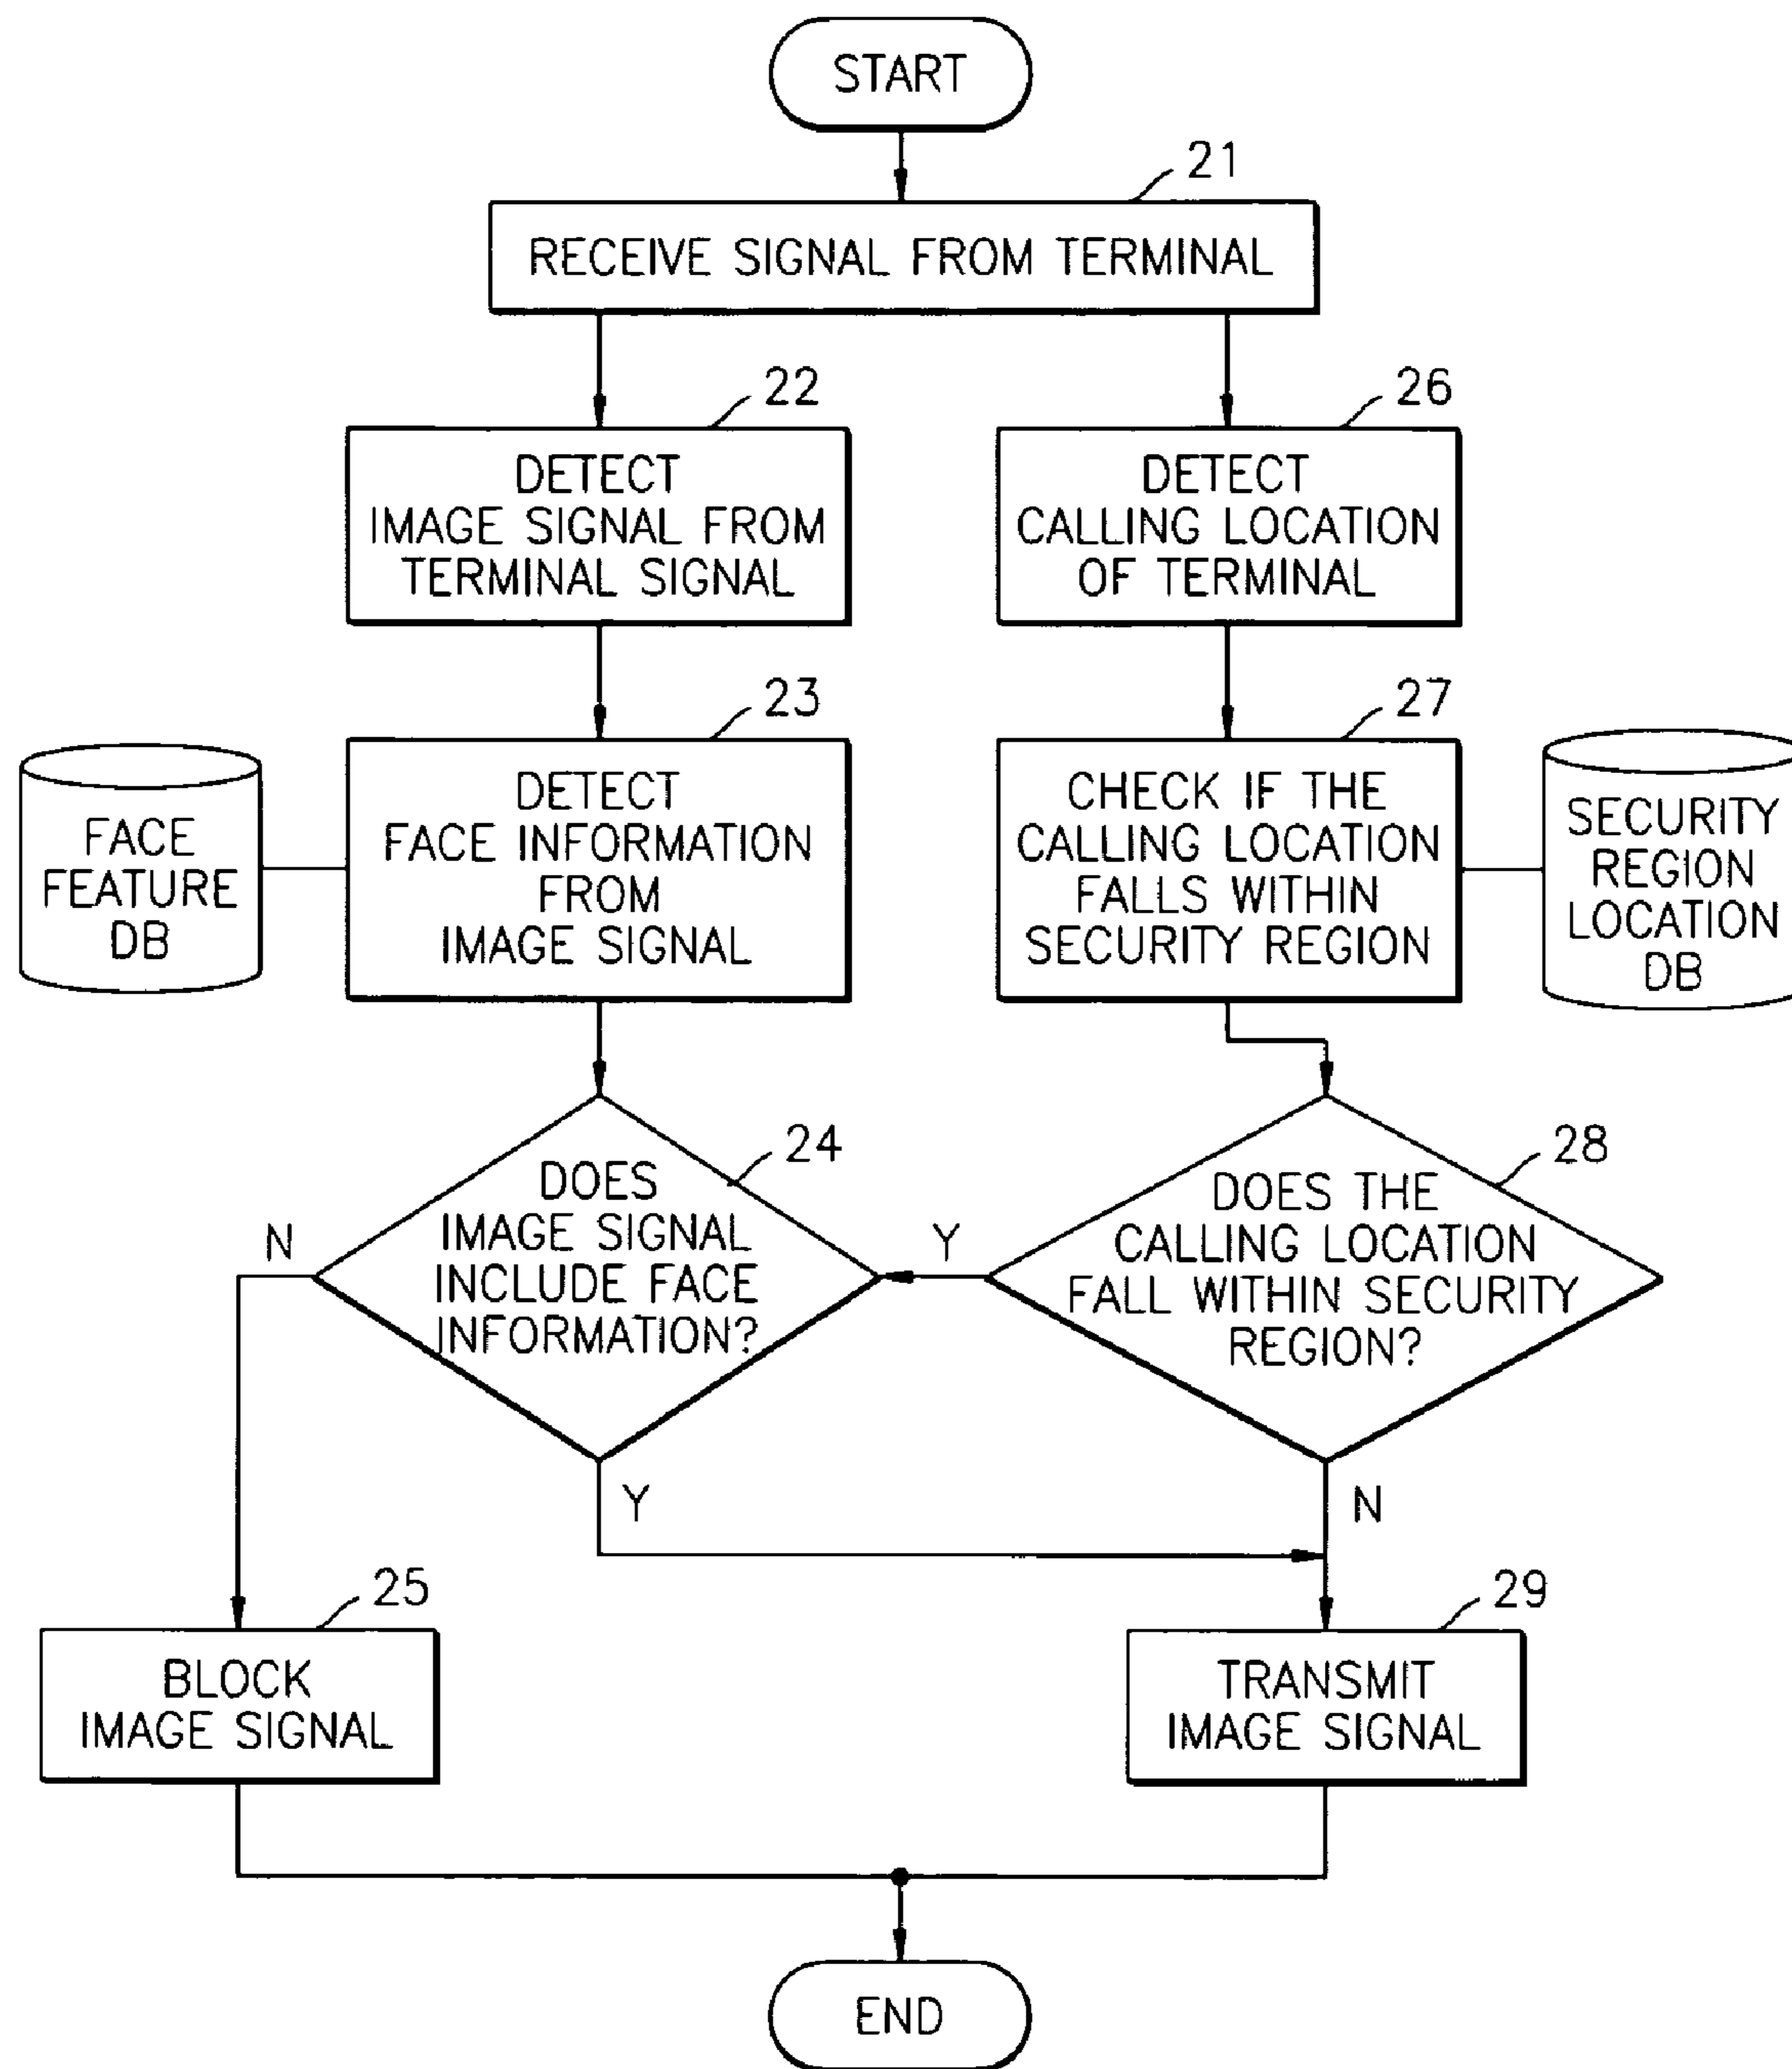 START
21
RECEIVE SIGNAL FROM TERMINAL
22
DETECT
IMAGE SIGNAL FROM
TERMINAL SIGNAL
26
DETECT
CALLING LOCATION
OF TERMINAL
FACE
FEATURE
DB
23
DETECT
FACE INFORMATION
FROM
IMAGE SIGNAL
27
CHECK IF THE
CALLING LOCATION
FALLS WITHIN
SECURITY REGION
SECURITY
REGION
LOCATION
DB
24
DOES
IMAGE SIGNAL
INCLUDE FACE
INFORMATION?
N
Y
28
DOES THE
CALLING LOCATION
FALL WITHIN SECURITY
REGION?
Y
N
25
BLOCK
IMAGE SIGNAL
29
TRANSMIT
IMAGE SIGNAL
END